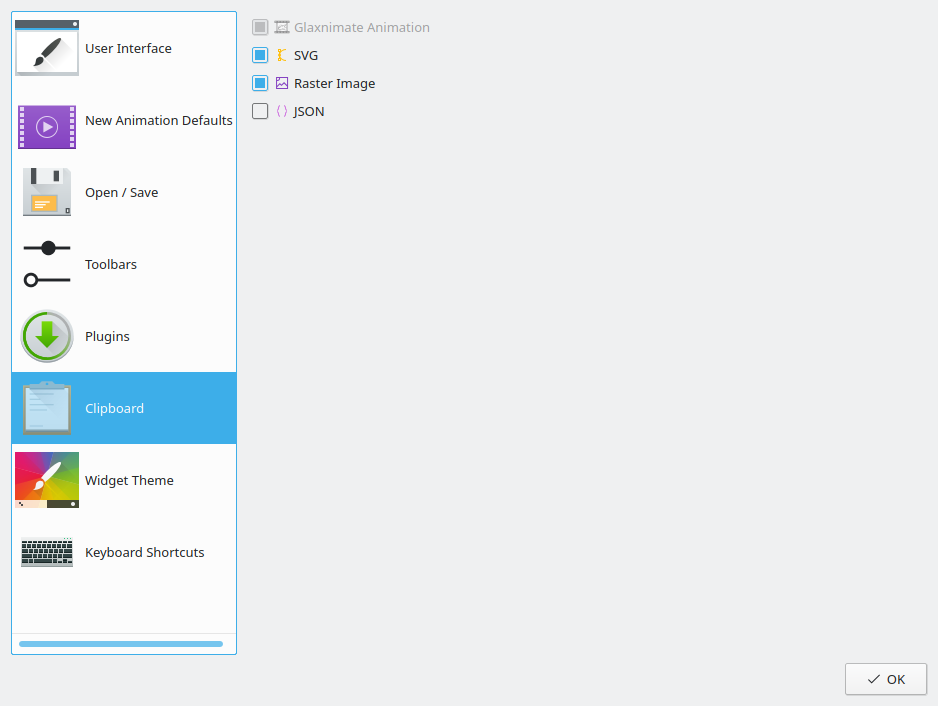 User Interface
New Animation Defaults
Open / Save
Toolbars
Plugins
Clipboard
Widget Theme
Keyboard Shortcuts
Glaxnimate Animation
SVG
Raster Image
JSON
OK